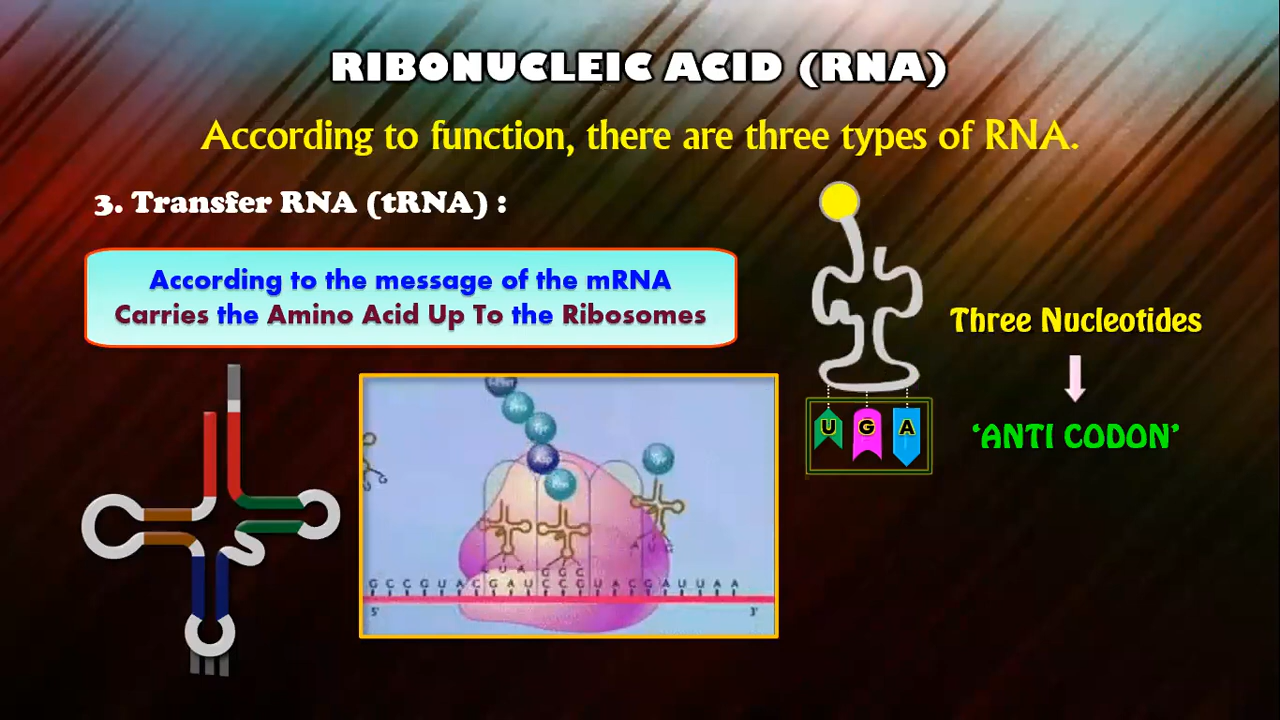 RIBONUCLEIC ACID (RNA)
According to function, there are three types of RNA.
3. Transfer RNA (tRNA) :
According to the message of the mRNA
Carries the Amino Acid Up To the Ribosomes
Three Nucleotides
U G A
‘ANTI CODON’
A U G
U A G G C
G C C G U A C G A U C C G U A C G A U U A A
5' 3'